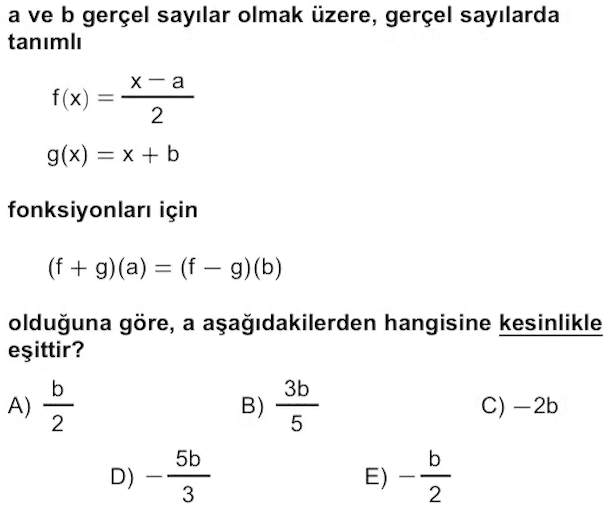 a ve b gerçel sayılar olmak üzere, gerçel sayılarda
tanımlı
f(x) = \frac{x - a}{2}
g(x) = x + b
fonksiyonları için
(f + g)(a) = (f - g)(b)
olduğuna göre, a aşağıdakilerden hangisine kesinlikle
eşittir?
A) \frac{b}{2} B) \frac{3b}{5} C) -2b
D) -\frac{5b}{3} E) -\frac{b}{2}